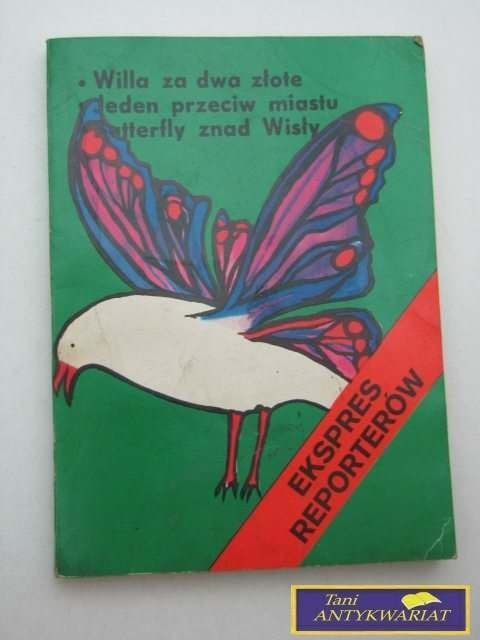 • Willa za dwa złote
• Jeden przeciw miastu
Butterfly znad Wisły
EKSPRES
REPORTERÓW
Tani
ANTYKWARIAT